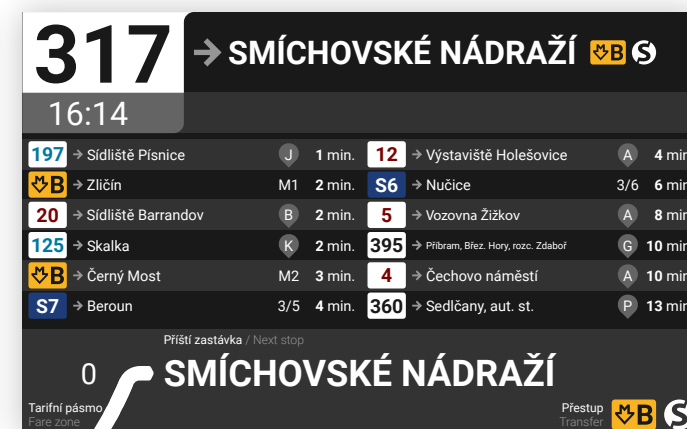 317 → SMÍCHOVSKÉ NÁDRAŽÍ B S
16:14
197 → Sídliště Písnice J 1 min.
B → Zličín M1 2 min.
20 → Sídliště Barrandov B 2 min.
125 → Skalka K 2 min.
B → Černý Most M2 3 min.
S7 → Beroun 3/5 4 min.
12 → Výstaviště Holešovice A 4 min
S6 → Nučice 3/6 6 min
5 → Vozovna Žižkov A 8 min
395 → Příbram, Břez. Hory, rozc. Zdaboř G 10 min
4 → Čechovo náměstí A 10 min
360 → Sedlčany, aut. st. P 13 min
Příští zastávka / Next stop
0 SMÍCHOVSKÉ NÁDRAŽÍ
Tarifní pásmo
Fare zone
Přestup B S
Transfer